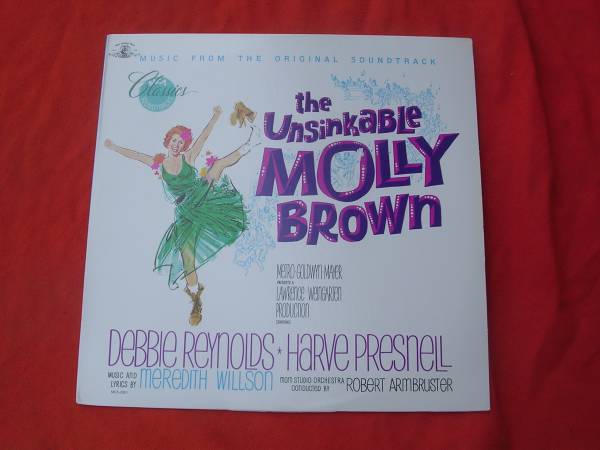 MUSIC FROM THE ORIGINAL SOUNDTRACK
Classics
the
Unsinkable
MOLLY
BROWN
METRO-GOLDWYN-MAYER
PRESENTS A
LAWRENCE WEINGARTEN
PRODUCTION
DEBBIE REYNOLDS ★ HARVE PRESNELL
MUSIC AND
LYRICS BY
MEREDITH WILLSON
MGM STUDIO ORCHESTRA
CONDUCTED BY
ROBERT ARMBRUSTER